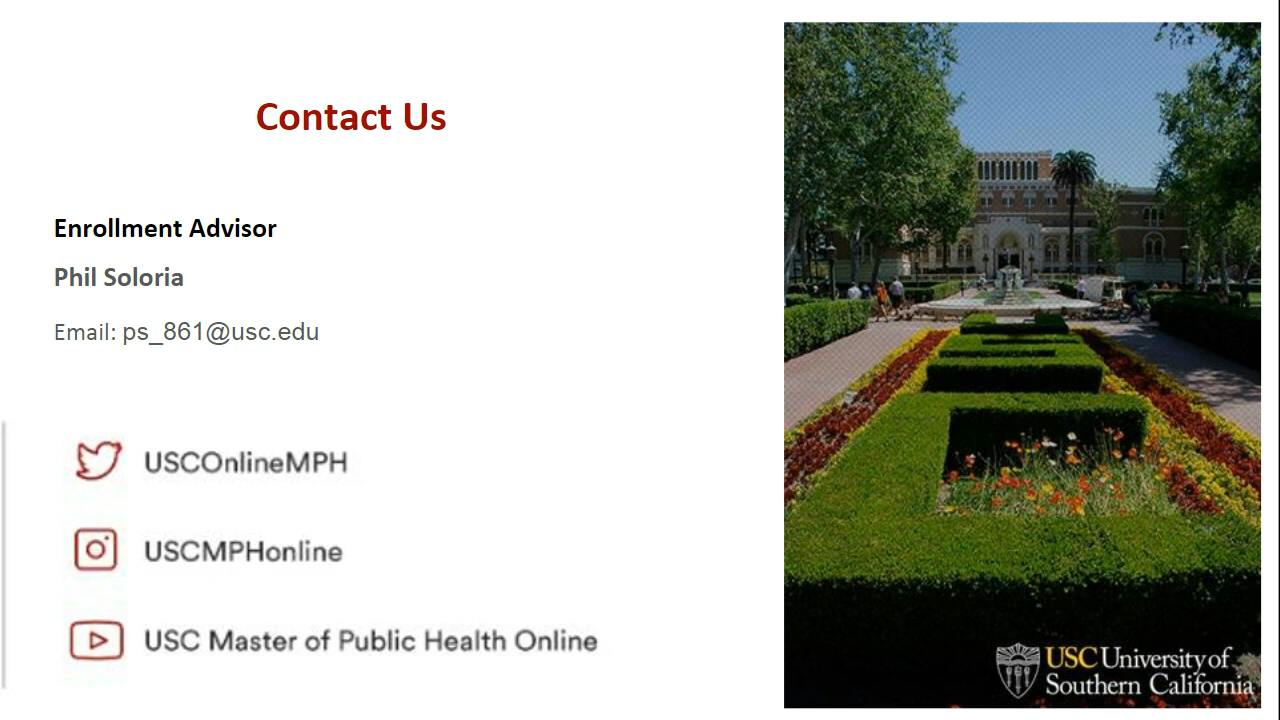 Contact Us
Enrollment Advisor
Phil Soloria
Email: ps_861@usc.edu
USCOnlineMPH
USCMPHonline
USC Master of Public Health Online
USC University of
Southern California